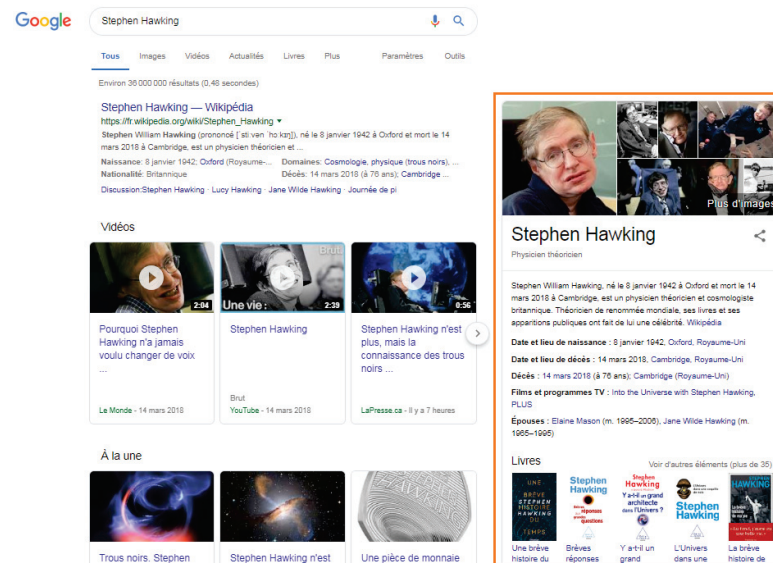 Google
Stephen Hawking
Tous Images Vidéos Actualités Livres Plus Paramètres Outils
Environ 36 000 000 résultats (0,48 secondes)
Stephen Hawking — Wikipédia
https://fr.wikipedia.org/wiki/Stephen_Hawking
Stephen William Hawking (prononcé [ˈstiːvən ˈhɔːkɪŋ]), né le 8 janvier 1942 à Oxford et mort le 14
mars 2018 à Cambridge, est un physicien théoricien et ...
Naissance: 8 janvier 1942; Oxford (Royaume-... Domaines: Cosmologie, physique (trous noirs), ...
Nationalité: Britannique Décès: 14 mars 2018 (à 76 ans); Cambridge ...
Discussion:Stephen Hawking · Lucy Hawking · Jane Wilde Hawking · Journée de pi
Vidéos
2:04
Brut
Une vie :
2:39
0:56
Pourquoi Stephen
Hawking n'a jamais
voulu changer de voix
...
Le Monde - 14 mars 2018
Stephen Hawking
Brut
YouTube - 14 mars 2018
Stephen Hawking n'est
plus, mais la
connaissance des trous
noirs ...
LaPresse.ca - Il y a 7 heures
À la une
Trous noirs. Stephen
Stephen Hawking n'est
Une pièce de monnaie
Plus d'images
Stephen Hawking
Physicien théoricien
Stephen William Hawking, né le 8 janvier 1942 à Oxford et mort le 14
mars 2018 à Cambridge, est un physicien théoricien et cosmologiste
britannique. Théoricien de renommée mondiale, ses livres et ses
apparitions publiques ont fait de lui une célébrité. Wikipédia
Date et lieu de naissance : 8 janvier 1942, Oxford, Royaume-Uni
Date et lieu de décès : 14 mars 2018, Cambridge, Royaume-Uni
Décès : 14 mars 2018 (à 76 ans); Cambridge (Royaume-Uni)
Films et programmes TV : Into the Universe with Stephen Hawking,
PLUS
Épouses : Elaine Mason (m. 1995–2006), Jane Wilde Hawking (m.
1965–1995)
Livres
Voir d'autres éléments (plus de 35)
UNE
BRÈVE
STEPHEN
HISTOIRE
HAWKING
DU
TEMPS
Stephen
Hawking
Brèves
réponses
grandes
questions
Stephen
Hawking
Y a-t-il un grand
architecte
dans l'Univers ?
Stephen
Hawking
STEPHEN
HAWKING
Une brève
histoire du
Brèves
réponses
Y a-t-il un
grand
L'Univers
dans une
La brève
histoire de